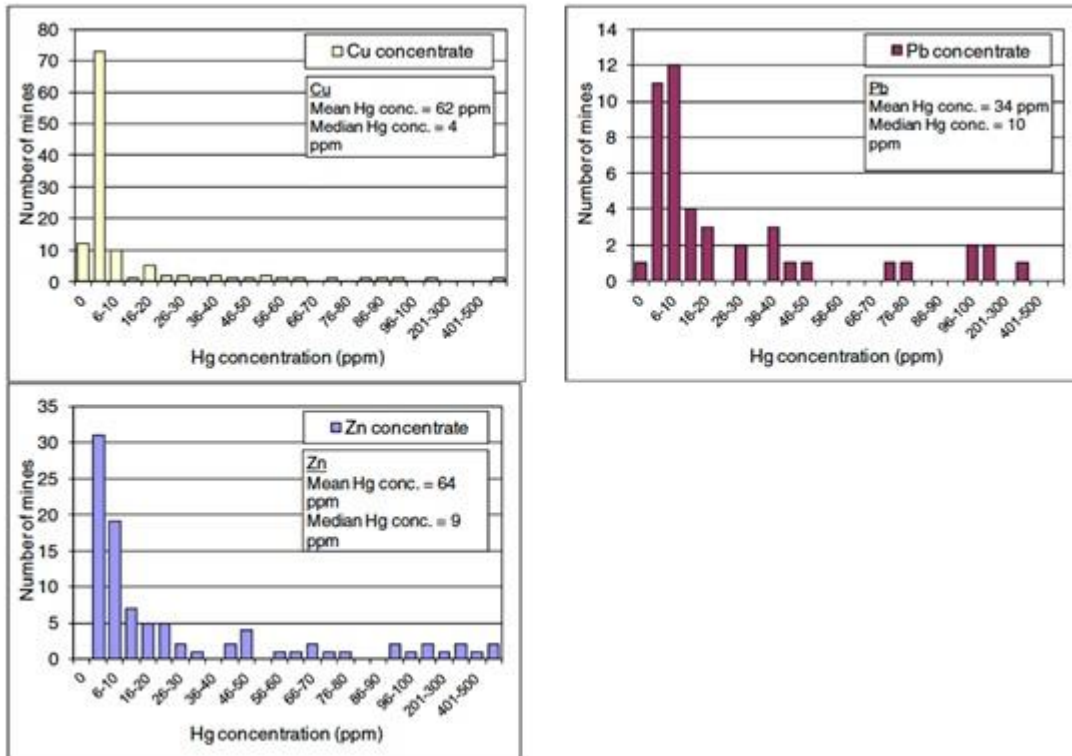 80
70
60
50
40
30
20
10
0
Number of mines
Cu concentrate
Cu
Mean Hg conc. = 62 ppm
Median Hg conc. = 4
ppm
0
6-10
16-20
26-30
36-40
46-50
56-60
66-70
76-80
86-90
96-100
201-300
401-500
Hg concentration (ppm)
14
12
10
8
6
4
2
0
Number of mines
Pb concentrate
Pb
Mean Hg conc. = 34 ppm
Median Hg conc. = 10
ppm
0
6-10
16-20
26-30
36-40
46-50
56-60
66-70
76-80
86-90
96-100
201-300
401-500
Hg concentration (ppm)
35
30
25
20
15
10
5
0
Number of mines
Zn concentrate
Zn
Mean Hg conc. = 64
ppm
Median Hg conc. = 9
ppm
0
6-10
16-20
26-30
36-40
46-50
56-60
66-70
76-80
86-90
96-100
201-300
401-500
Hg concentration (ppm)